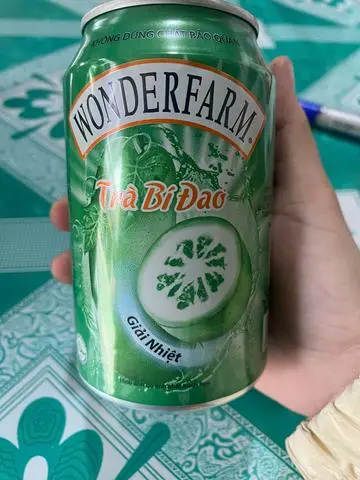 KHÔNG DÙNG CHẤT BẢO QUẢN
WONDERFARM®
Trà Bí Đao
Giải Nhiệt